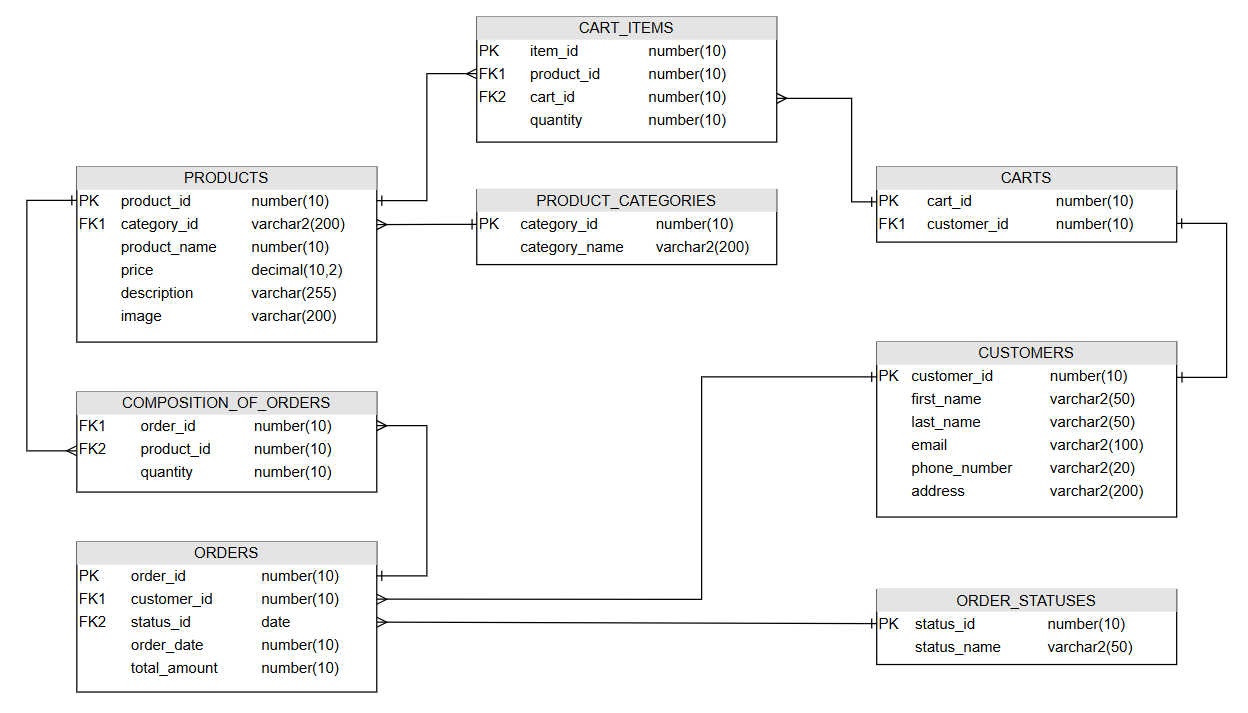 CART_ITEMS
PK item_id number(10)
FK1 product_id number(10)
FK2 cart_id number(10)
quantity number(10)
PRODUCTS
PK product_id number(10)
FK1 category_id varchar2(200)
product_name number(10)
price decimal(10,2)
description varchar(255)
image varchar(200)
PRODUCT_CATEGORIES
PK category_id number(10)
category_name varchar2(200)
CARTS
PK cart_id number(10)
FK1 customer_id number(10)
CUSTOMERS
PK customer_id number(10)
first_name varchar2(50)
last_name varchar2(50)
email varchar2(100)
phone_number varchar2(20)
address varchar2(200)
COMPOSITION_OF_ORDERS
FK1 order_id number(10)
FK2 product_id number(10)
quantity number(10)
ORDERS
PK order_id number(10)
FK1 customer_id number(10)
FK2 status_id date
order_date number(10)
total_amount number(10)
ORDER_STATUSES
PK status_id number(10)
status_name varchar2(50)